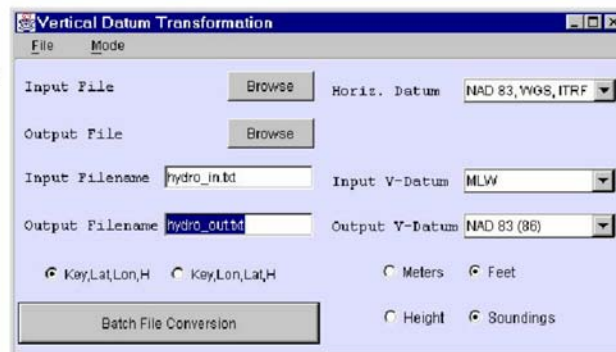 Vertical Datum Transformation
File Mode
Input File Browse Horiz. Datum NAD 83, WGS, ITRF
Output File Browse
Input Filename hydro_in.txt Input V-Datum MLW
Output Filename hydro_out.txt Output V-Datum NAD 83 (86)
Key,Lat,Lon,H Key,Lon,Lat,H Meters Feet
Batch File Conversion Height Soundings